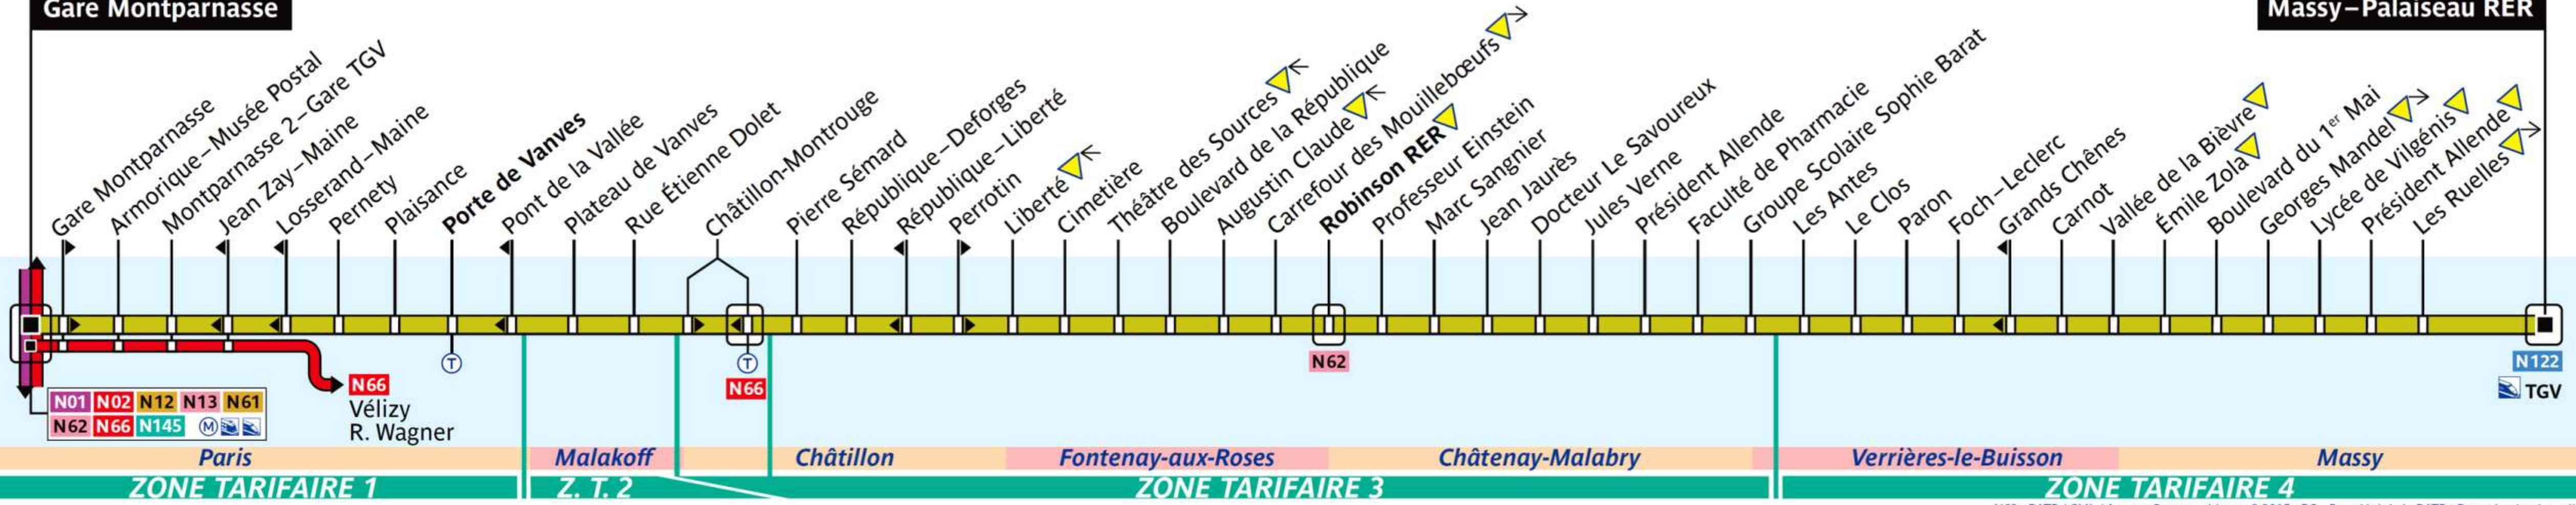 Gare Montparnasse
Massy–Palaiseau RER
Gare Montparnasse
Armorique–Musée Postal
Montparnasse 2–Gare TGV
Jean Zay–Maine
Losserand–Maine
Pernety
Plaisance
Porte de Vanves
Pont de la Vallée
Plateau de Vanves
Rue Étienne Dolet
Châtillon-Montrouge
Pierre Sémard
République–Deforges
République–Liberté
Perrotin
Liberté
Cimetière
Théâtre des Sources
Boulevard de la République
Augustin Claude
Carrefour des Mouillebœufs
Robinson RER
Professeur Einstein
Marc Sangnier
Jean Jaurès
Docteur Le Savoureux
Jules Verne
Président Allende
Faculté de Pharmacie
Groupe Scolaire Sophie Barat
Les Antes
Le Clos
Paron
Foch–Leclerc
Grands Chênes
Carnot
Vallée de la Bièvre
Émile Zola
Boulevard du 1er Mai
Georges Mandel
Lycée de Vilgénis
Président Allende
Les Ruelles
T
T
N62
N122
N66
N66
TGV
N01 N02 N12 N13 N61
N62 N66 N145 M
Vélizy
R. Wagner
Paris
Malakoff
Châtillon
Fontenay-aux-Roses
Châtenay-Malabry
Verrières-le-Buisson
Massy
ZONE TARIFAIRE 1
Z. T. 2
ZONE TARIFAIRE 3
ZONE TARIFAIRE 4